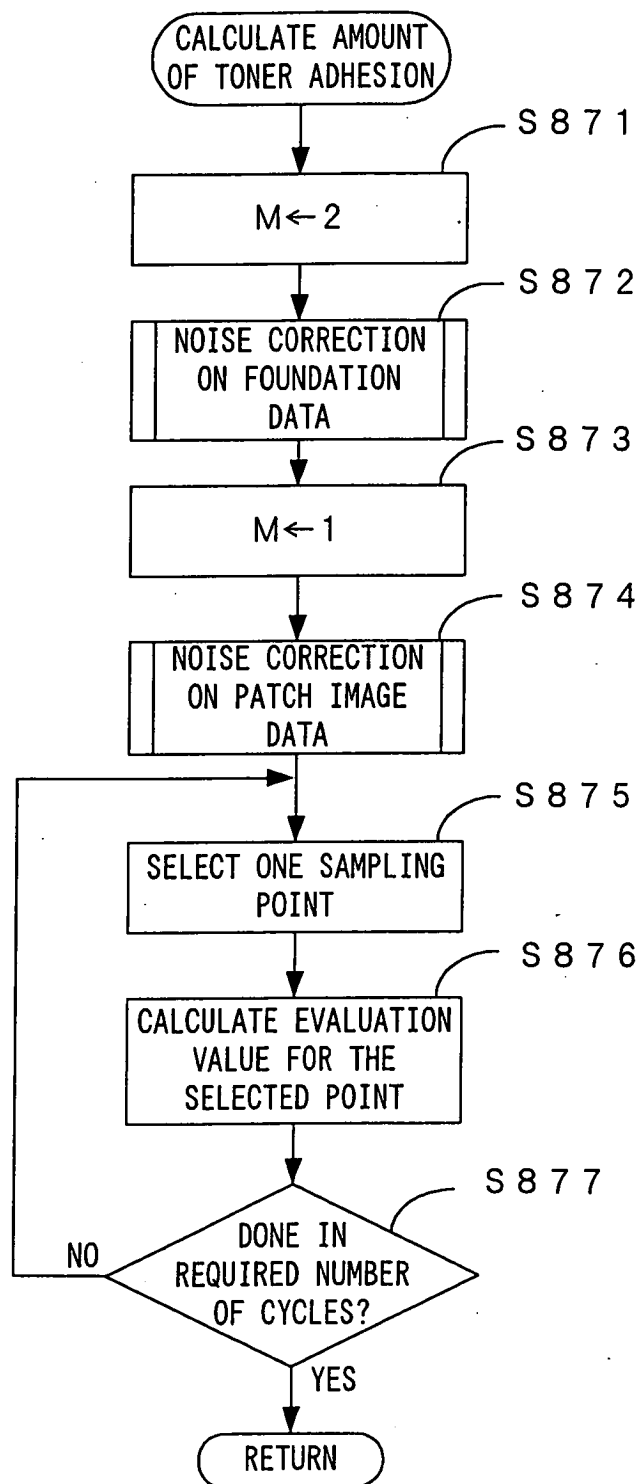 CALCULATE AMOUNT
OF TONER ADHESION
S871
M←2
S872
NOISE CORRECTION
ON FOUNDATION
DATA
S873
M←1
S874
NOISE CORRECTION
ON PATCH IMAGE
DATA
S875
SELECT ONE SAMPLING
POINT
S876
CALCULATE EVALUATION
VALUE FOR THE
SELECTED POINT
S877
DONE IN
REQUIRED NUMBER
OF CYCLES?
NO
YES
RETURN